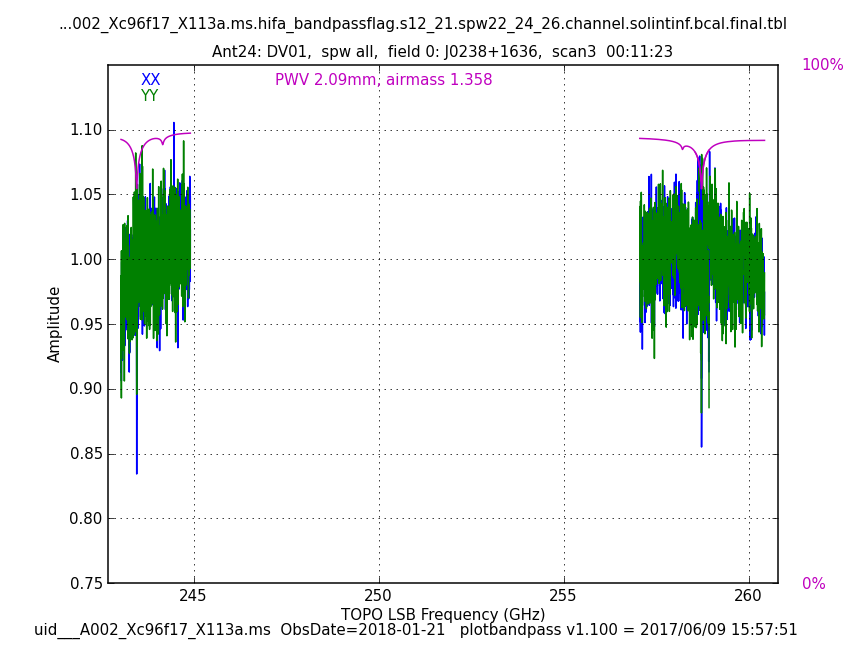 ...002_Xc96f17_X113a.ms.hifa_bandpassflag.s12_21.spw22_24_26.channel.solintinf.bcal.final.tbl
Ant24: DV01,  spw all,  field 0: J0238+1636,  scan3  00:11:23
100%
XX
PWV 2.09mm, airmass 1.358
YY
1.10
1.05
1.00
0.95
0.90
0.85
0.80
0.75
Amplitude
0%
245
250
255
260
TOPO LSB Frequency (GHz)
uid___A002_Xc96f17_X113a.ms  ObsDate=2018-01-21   plotbandpass v1.100 = 2017/06/09 15:57:51